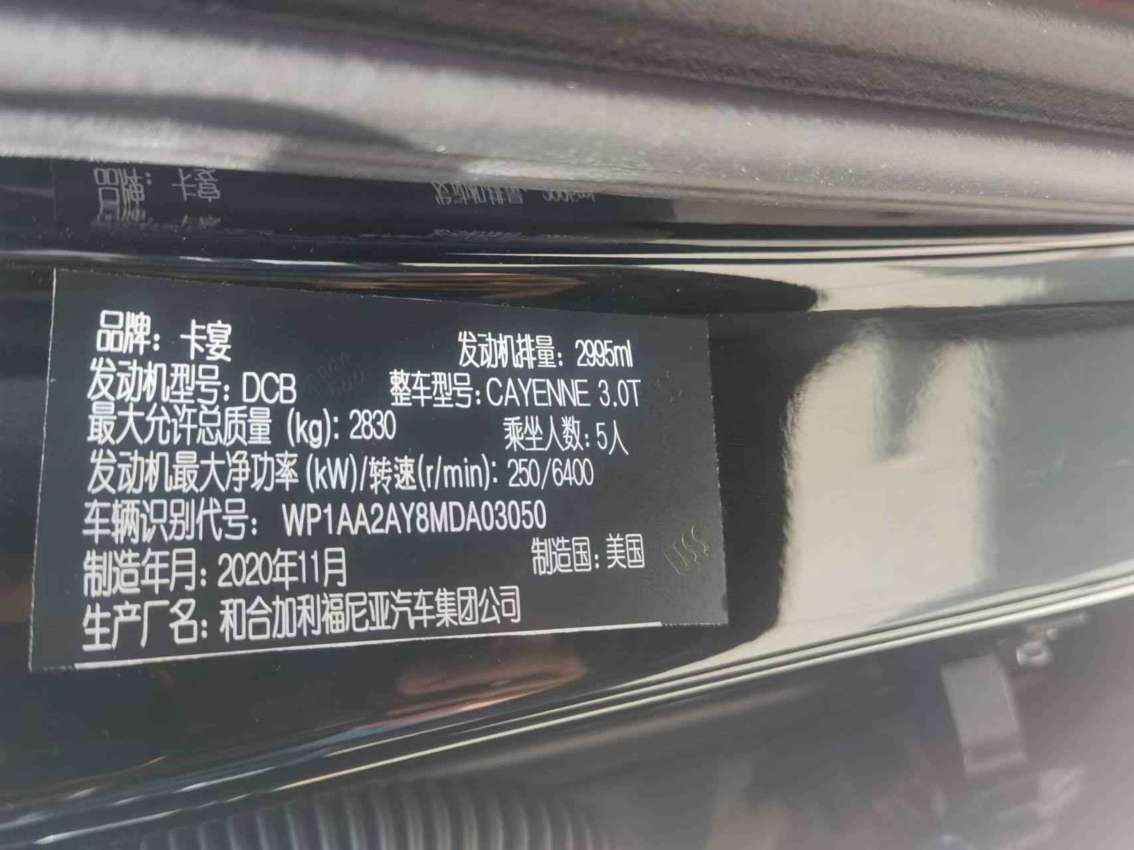 品牌：卡宴 发动机排量：2995ml
发动机型号：DCB 整车型号：CAYENNE 3.0T
最大允许总质量 (kg)：2830 乘坐人数：5人
发动机最大净功率(kW)/转速(r/min)：250/6400
车辆识别代号： WP1AA2AY8MDA03050
制造年月：2020年11月 制造国：美国
生产厂名：和合加利福尼亚汽车集团公司